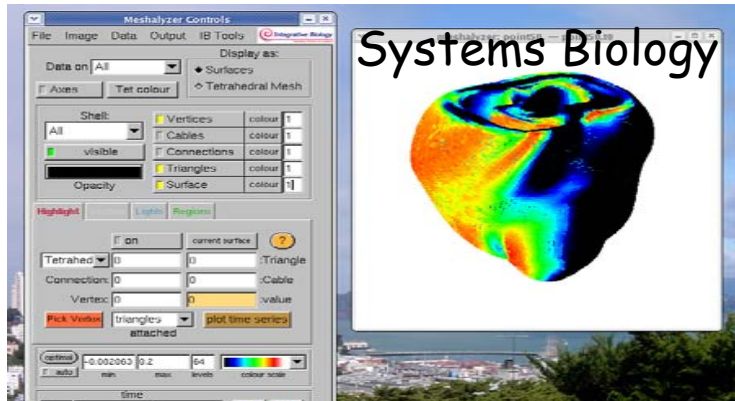 Meshalyzer Controls
File Image Data Output IB Tools Integrative Biology
Display as:
Data on All
Surfaces
Axes Tet colour
Tetrahedral Mesh
Shell:
All
visible
Opacity
Vertices colour 1
Cables colour 1
Connections colour 1
Triangles colour 1
Surface colour 1
Highlight Lights Regions
on current surface ?
Tetrahed 0 0 :Triangle
Connection: 0 0 :Cable
Vertex: 0 0 :value
Pick Vertex triangles plot time series
attached
optimal -0.002063 0.2 64
auto min max levels colour scale
time
Systems Biology
meshalyzer: point50.